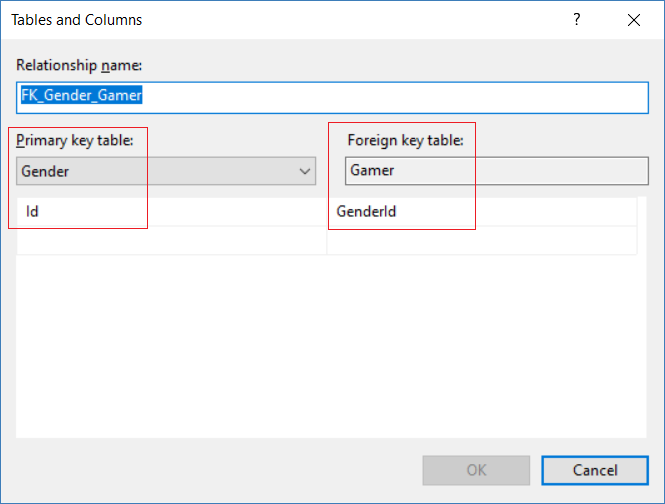 Tables and Columns ?
Relationship name:
FK_Gender_Gamer
Primary key table: Foreign key table:
Gender Gamer
Id GenderId
OK Cancel